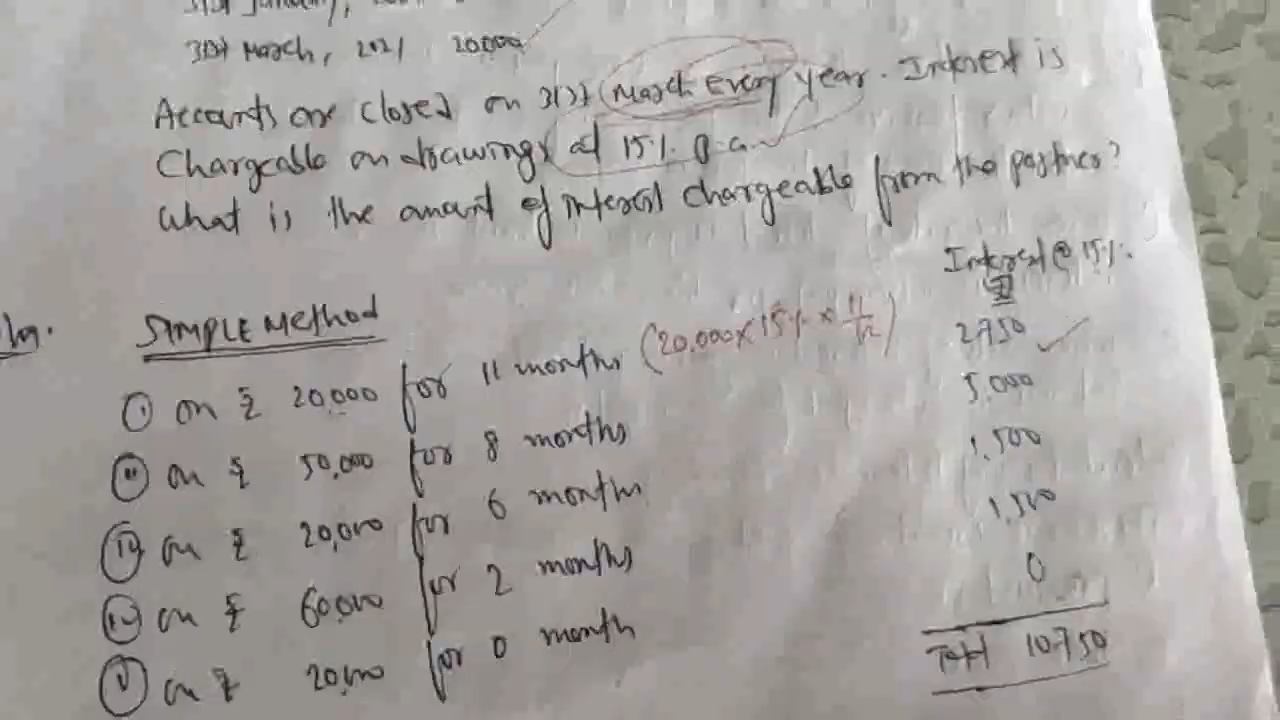 31st January,
31st March, 2021 20,000
Accounts are closed on 31st March Every year. Interest is
Chargeable on drawings at 15% p.a.
What is the amount of interest chargeable from the partner?
Interest @ 15%.
₹
SIMPLE Method
(i) on ₹ 20,000 for 11 months (20,000 x 15% x 11/12) 2,750
(ii) on ₹ 50,000 for 8 months 5,000
(iii) on ₹ 20,000 for 6 months 1,500
(iv) on ₹ 60,000 for 2 months 1,500
(v) on ₹ 20,000 for 0 month 0
Total 10,750